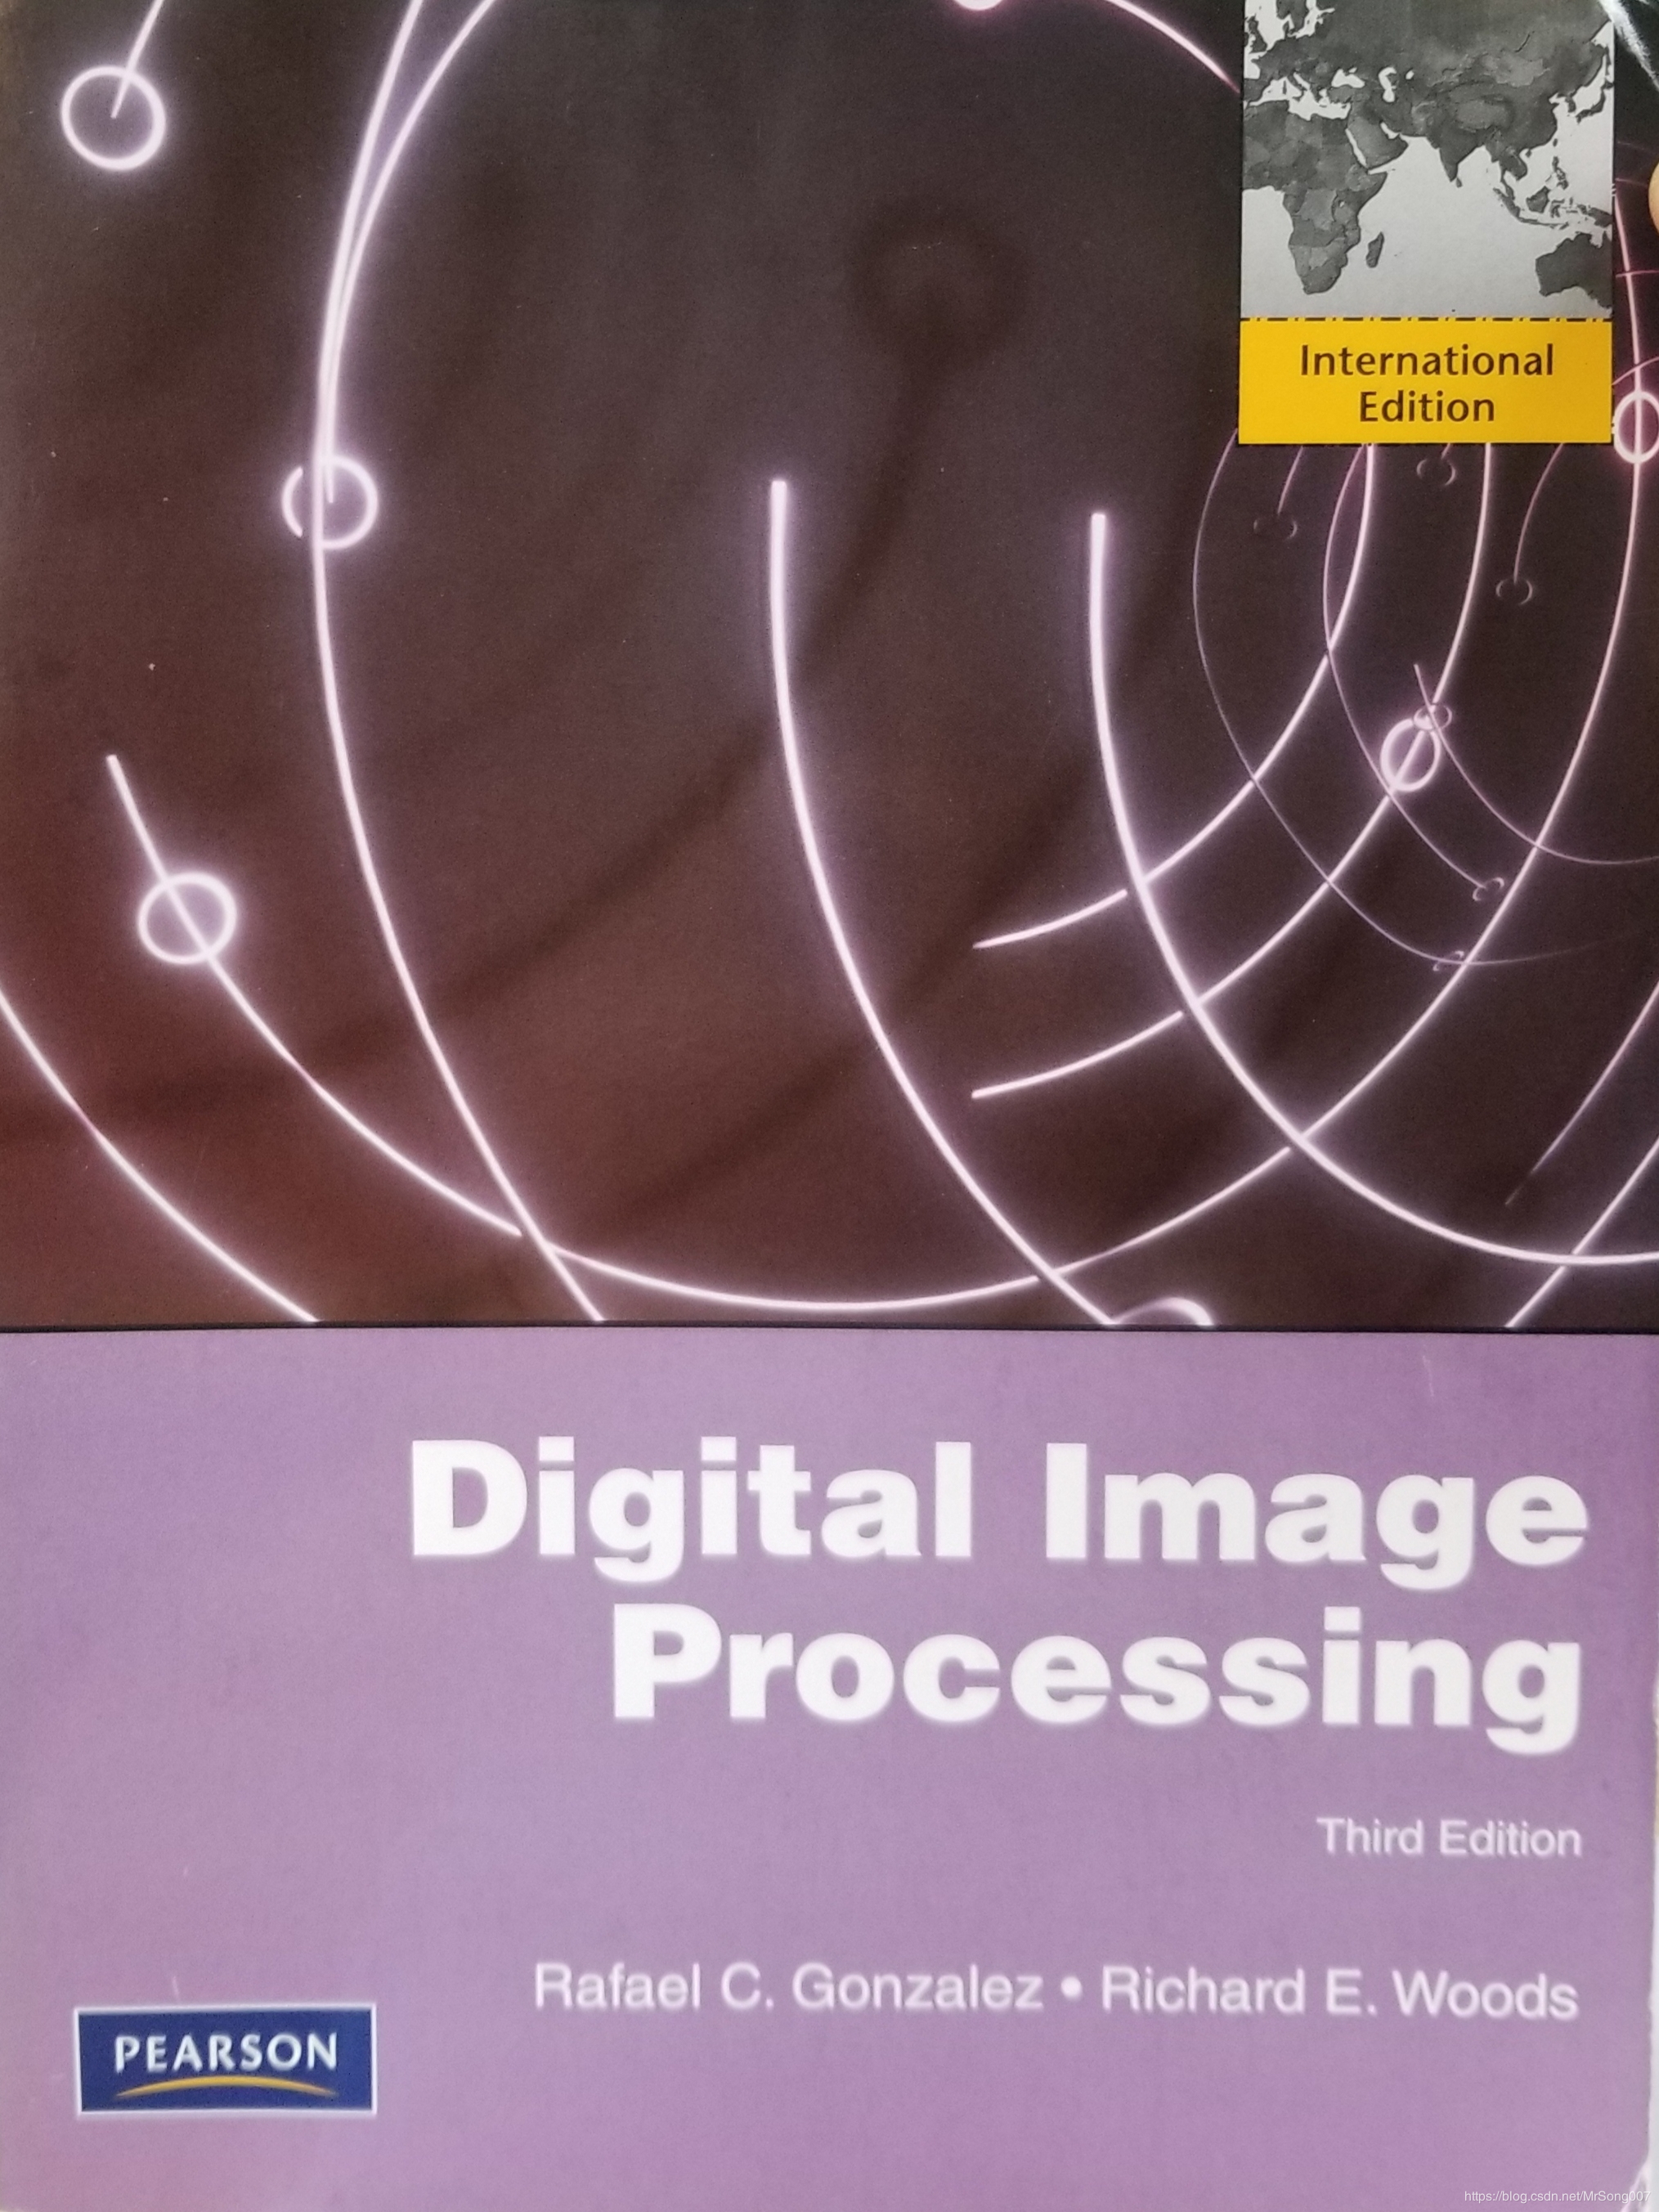 International
Edition
Digital Image
Processing
Third Edition
Rafael C. Gonzalez • Richard E. Woods
PEARSON
https://blog.csdn.net/MrSong007